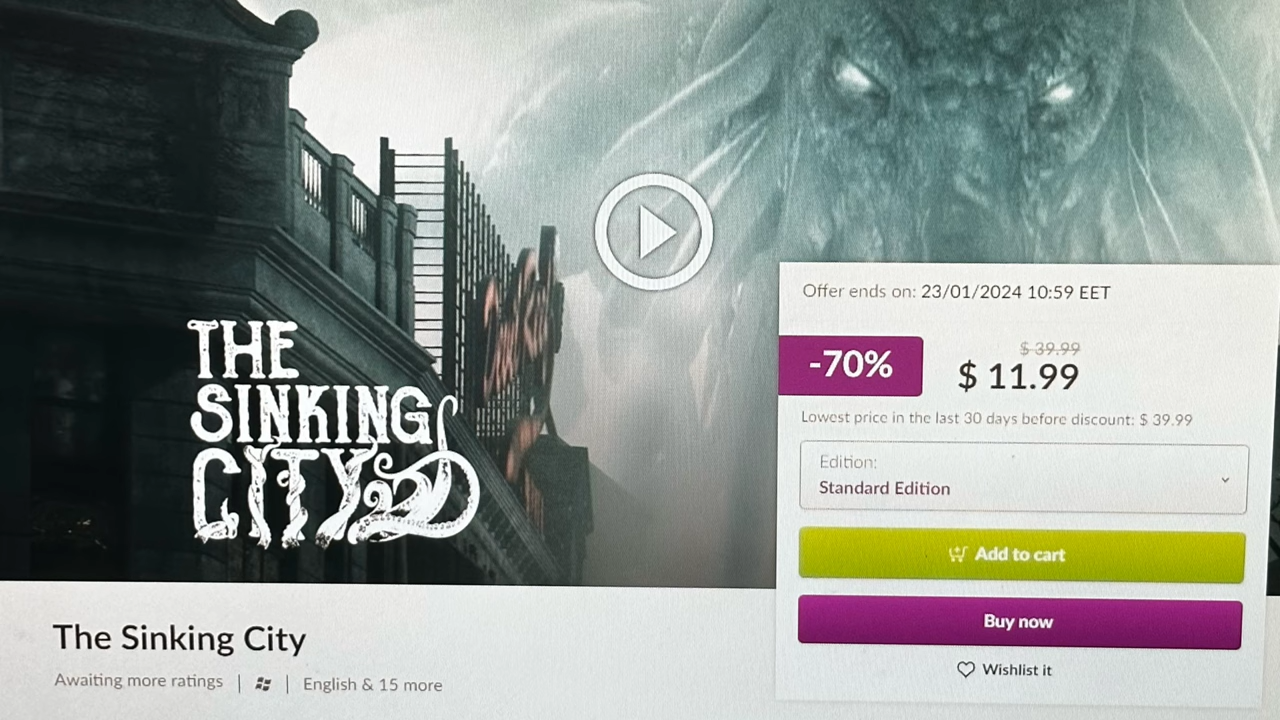 THE
SINKING
CITY
Offer ends on: 23/01/2024 10:59 EET
-70%
$ 39.99
$ 11.99
Lowest price in the last 30 days before discount: $ 39.99
Edition:
Standard Edition
Add to cart
Buy now
Wishlist it
The Sinking City
Awaiting more ratings | | English & 15 more